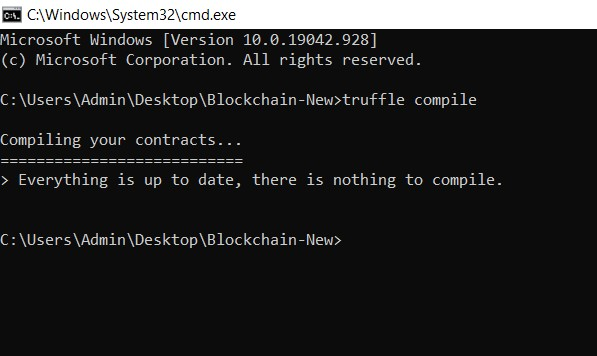 C:\Windows\System32\cmd.exe
Microsoft Windows [Version 10.0.19042.928]
(c) Microsoft Corporation. All rights reserved.
C:\Users\Admin\Desktop\Blockchain-New>truffle compile
Compiling your contracts...
===========================
> Everything is up to date, there is nothing to compile.
C:\Users\Admin\Desktop\Blockchain-New>